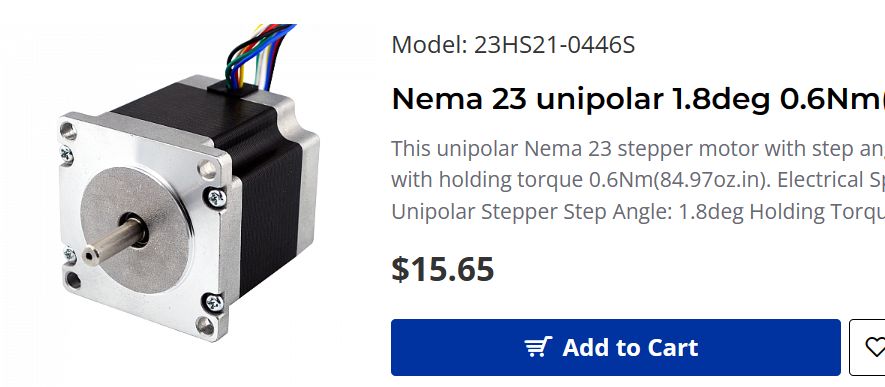 Model: 23HS21-0446S
Nema 23 unipolar 1.8deg 0.6Nm(
This unipolar Nema 23 stepper motor with step an
with holding torque 0.6Nm(84.97oz.in). Electrical S
Unipolar Stepper Step Angle: 1.8deg Holding Torqu
$15.65
Add to Cart